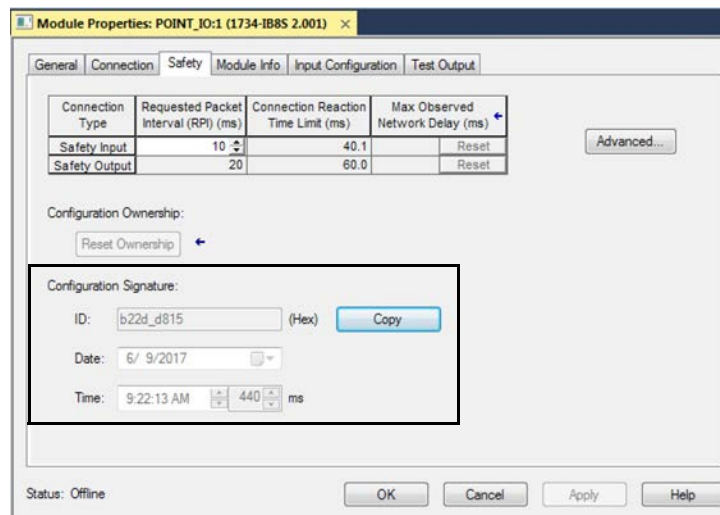 Module Properties: POINT_IO:1 (1734-IB8S 2.001) ×
General Connection Safety Module Info Input Configuration Test Output
Connection Type Requested Packet Interval (RPI) (ms) Connection Reaction Time Limit (ms) Max Observed Network Delay (ms)
Safety Input 10 40.1 Reset
Safety Output 20 60.0 Reset
Advanced...
Configuration Ownership:
Reset Ownership
Configuration Signature:
ID: b22d_d815 (Hex) Copy
Date: 6/ 9/2017
Time: 9:22:13 AM 440 ms
Status: Offline OK Cancel Apply Help